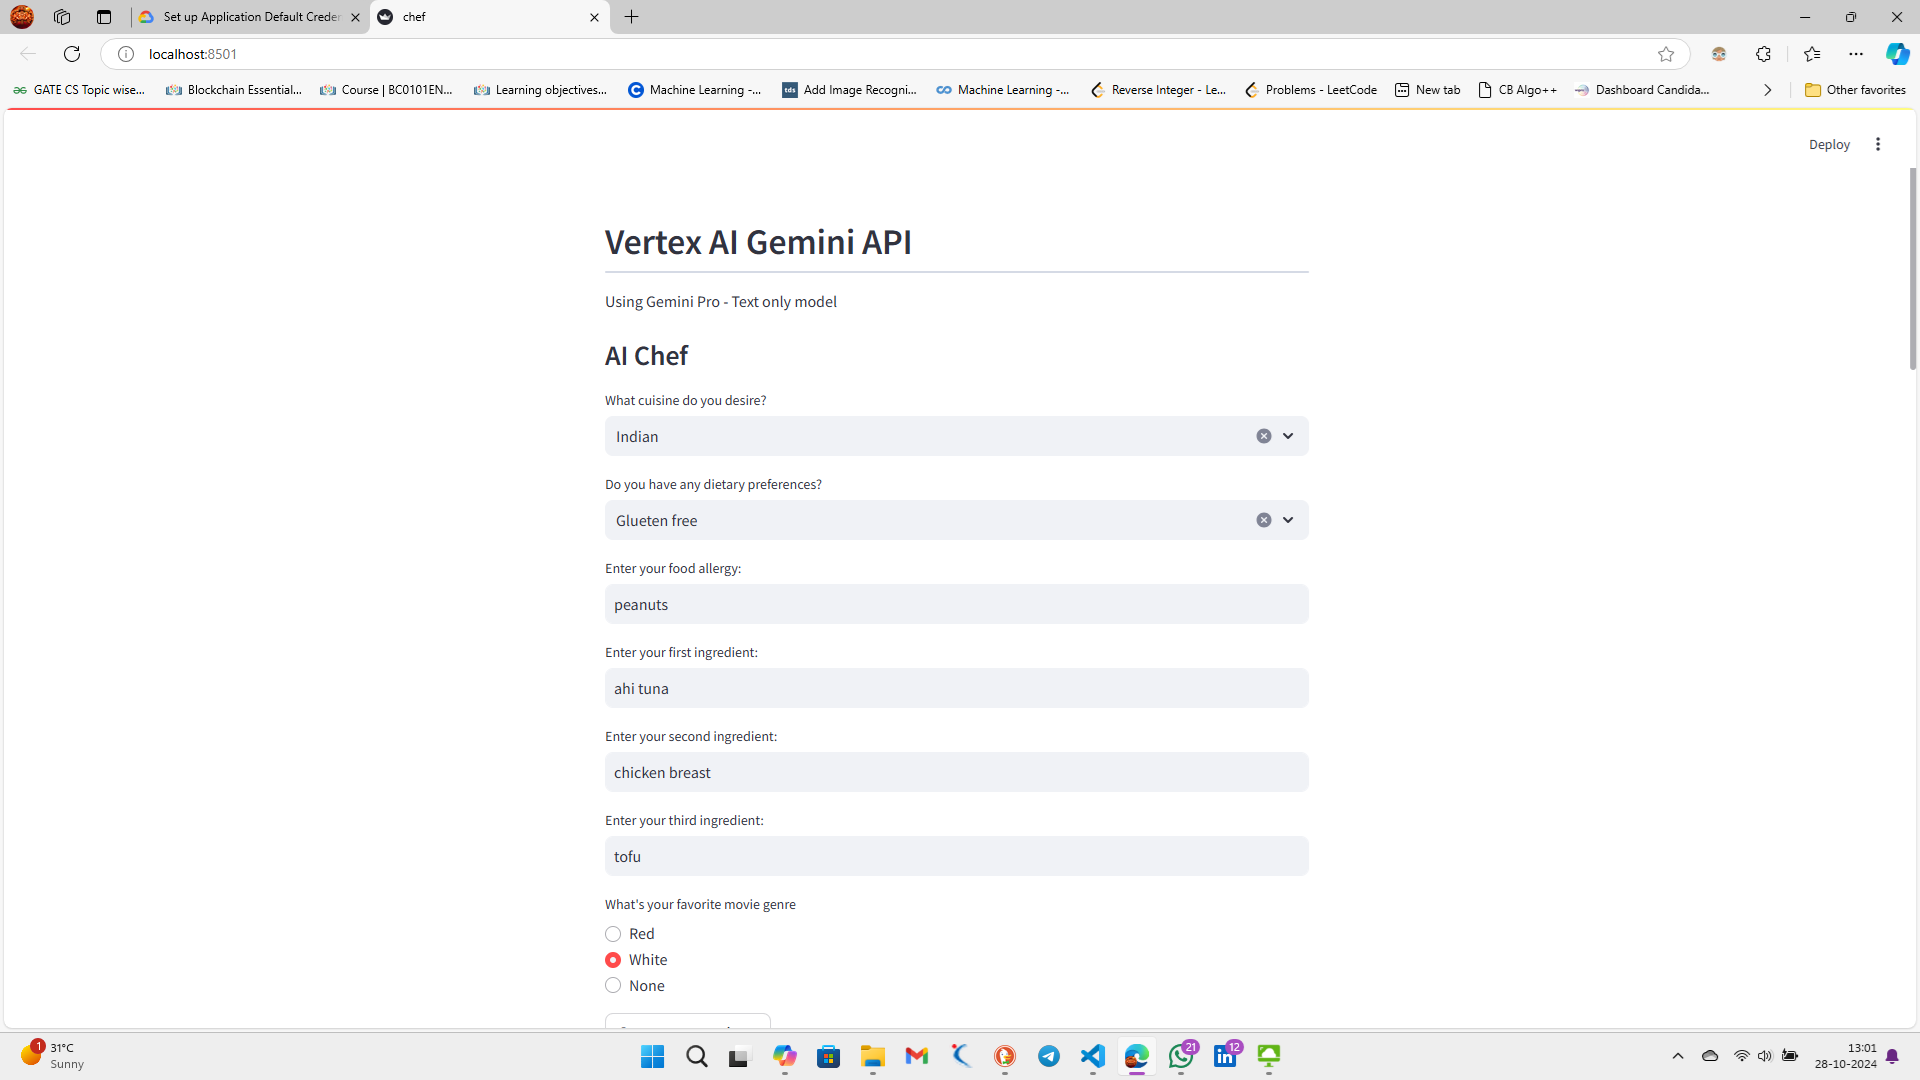 Set up Application Default Creder
chef
localhost:8501
GATE CS Topic wise...
Blockchain Essential...
Course | BC0101EN...
Learning objectives...
Machine Learning -...
tds
Add Image Recogni...
Machine Learning -...
Reverse Integer - Le...
Problems - LeetCode
New tab
CB Algo++
Dashboard Candida...
Other favorites
Deploy
Vertex AI Gemini API
Using Gemini Pro - Text only model
AI Chef
What cuisine do you desire?
Indian
Do you have any dietary preferences?
Glueten free
Enter your food allergy:
peanuts
Enter your first ingredient:
ahi tuna
Enter your second ingredient:
chicken breast
Enter your third ingredient:
tofu
What's your favorite movie genre
Red
White
None
1
31°C
Sunny
21
12
13:01
28-10-2024